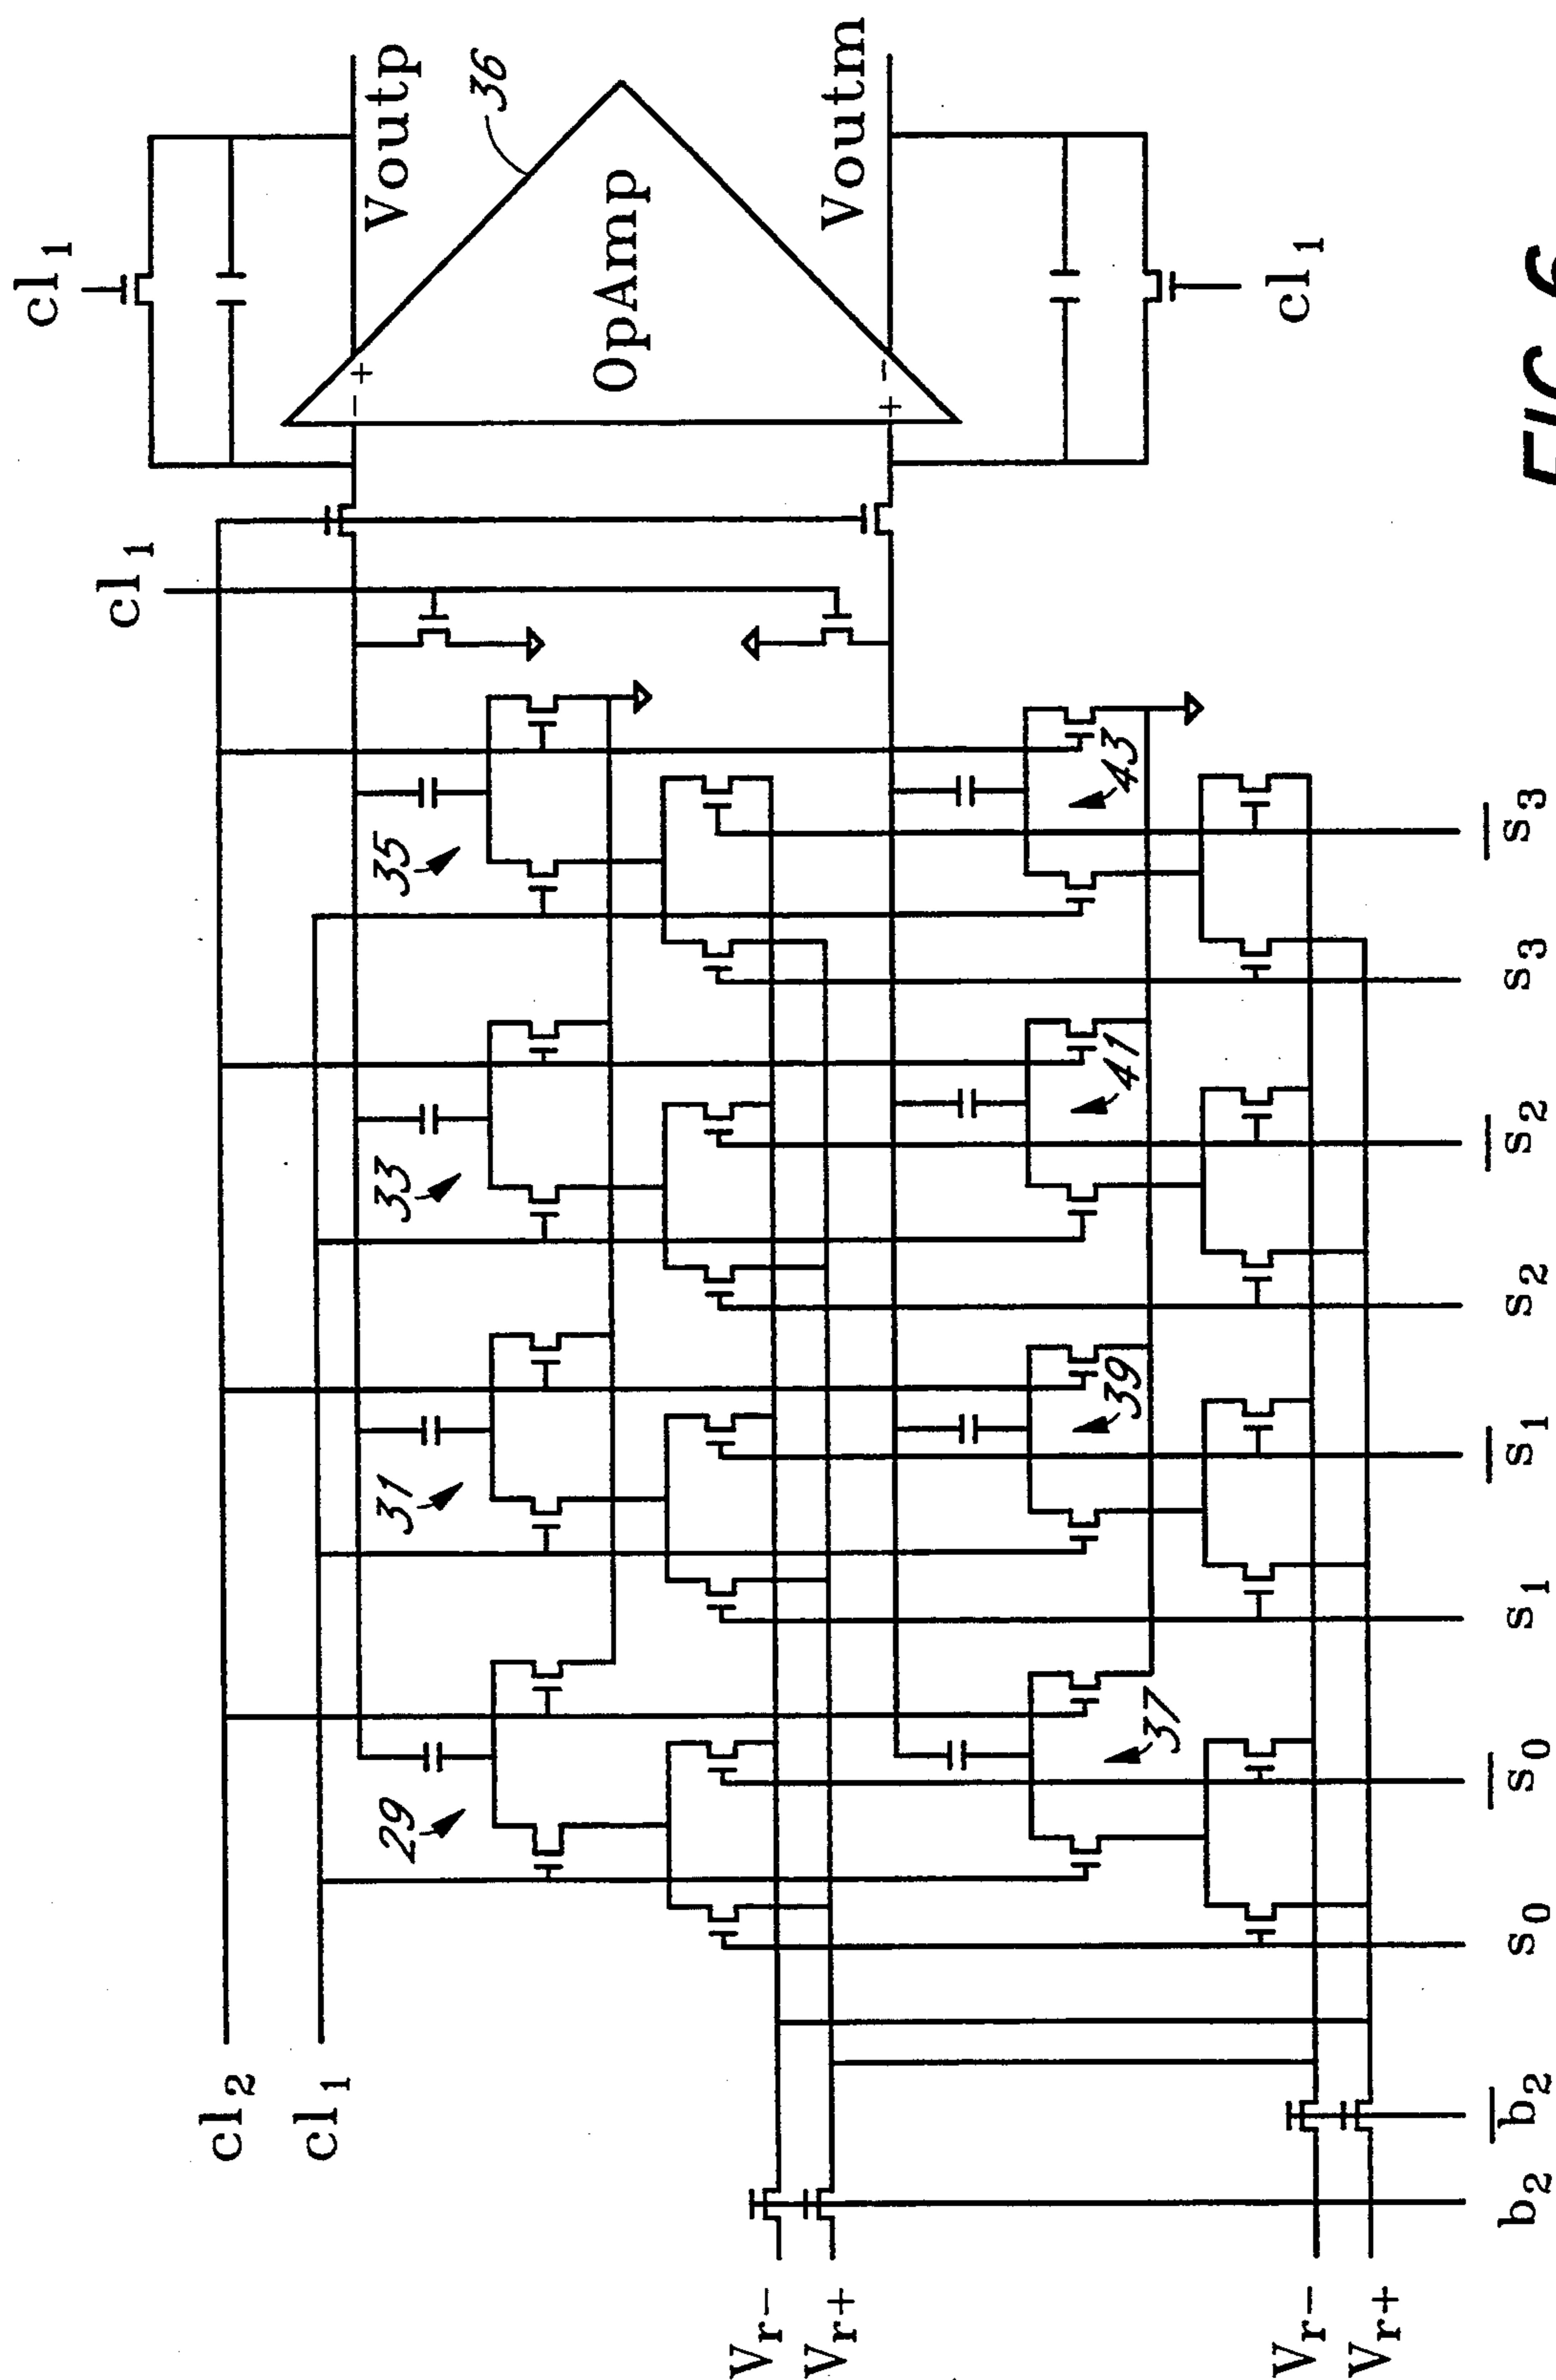 cl₁
Voutp
36
OpAmp
- +
+ -
Voutm
cl₁
cl₁
cl₂
cl₁
29
31
33
35
37
39
41
43
Vr-
Vr+
Vr-
Vr+
b₂
b̅₂
s₀
s̅₀
s₁
s̅₁
s₂
s̅₂
s₃
s̅₃